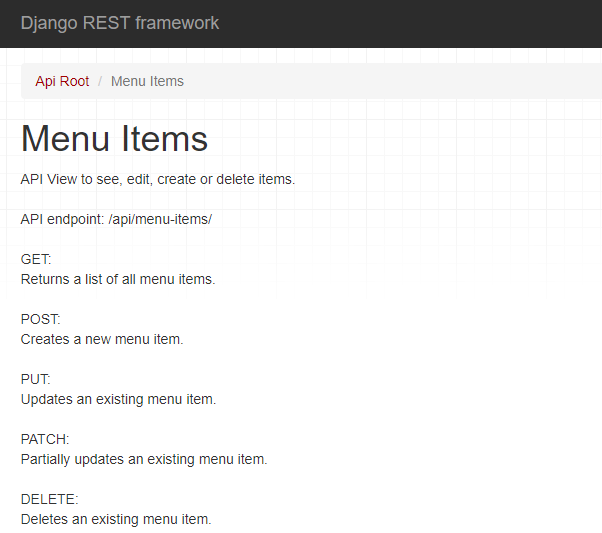 Django REST framework
Api Root / Menu Items
Menu Items
API View to see, edit, create or delete items.
API endpoint: /api/menu-items/
GET:
Returns a list of all menu items.
POST:
Creates a new menu item.
PUT:
Updates an existing menu item.
PATCH:
Partially updates an existing menu item.
DELETE:
Deletes an existing menu item.